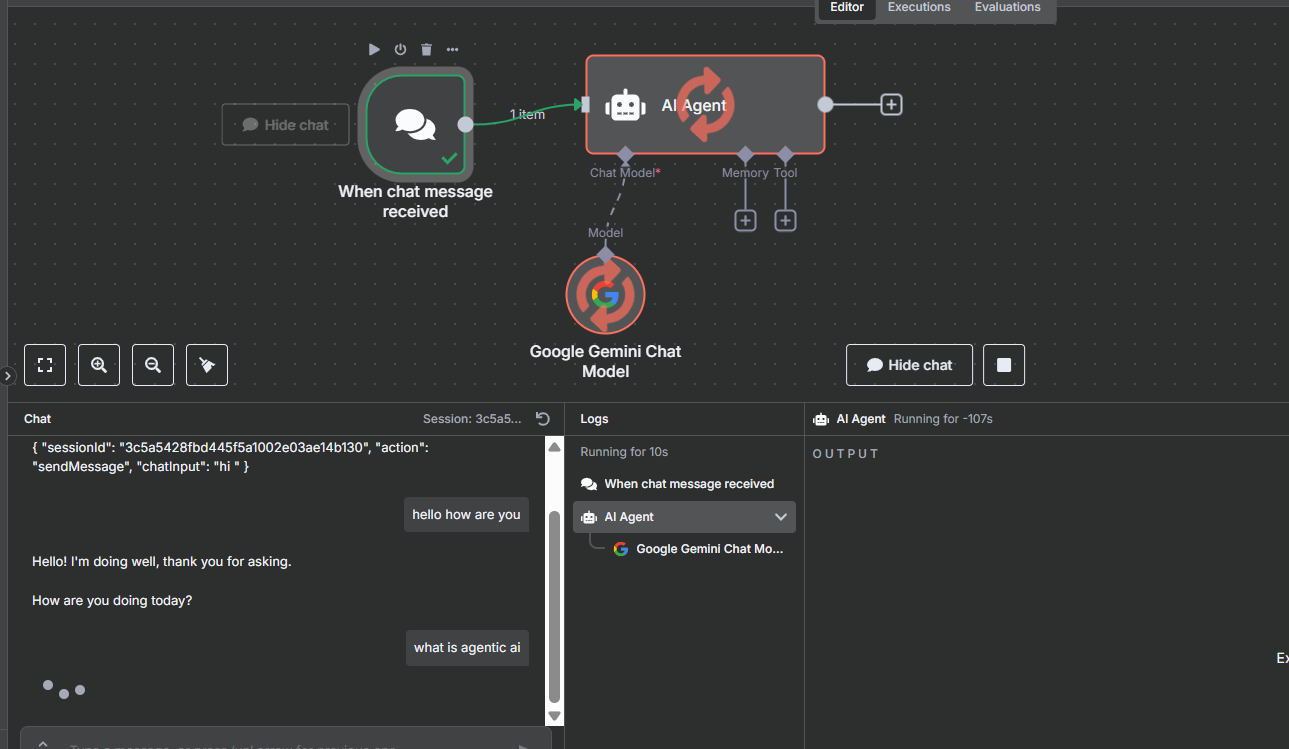 Editor Executions Evaluations
Hide chat
1 item
AI Agent
When chat message
received
Chat Model*
Memory Tool
Model
Google Gemini Chat
Model
Hide chat
Chat
Session: 3c5a5...
{ "sessionId": "3c5a5428fbd445f5a1002e03ae14b130", "action":
"sendMessage", "chatInput": "hi " }
hello how are you
Hello! I'm doing well, thank you for asking.
How are you doing today?
what is agentic ai
Logs
Running for 10s
When chat message received
AI Agent
Google Gemini Chat Mo...
AI Agent Running for -107s
OUTPUT
Ex